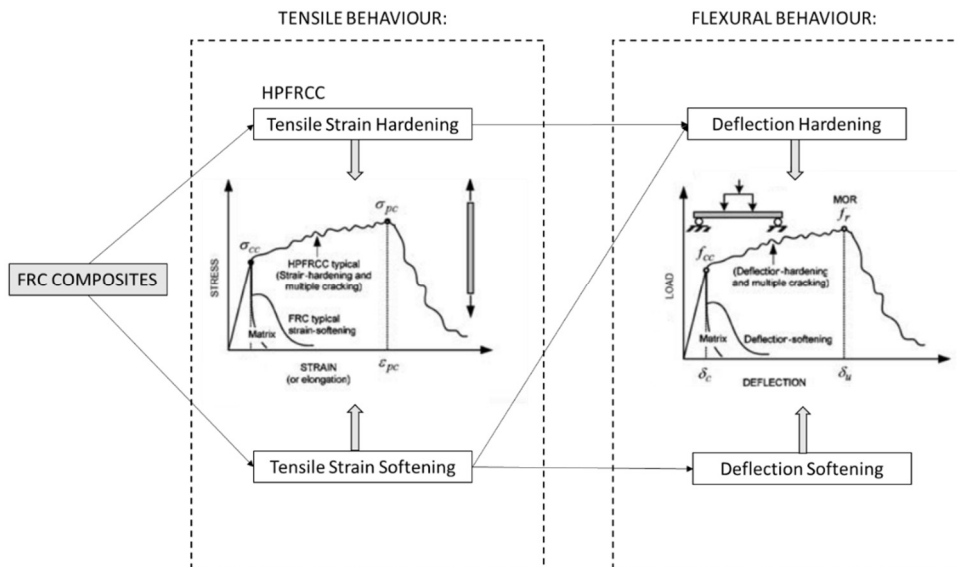 TENSILE BEHAVIOUR:
FLEXURAL BEHAVIOUR:
HPFRCC
Tensile Strain Hardening
Deflection Hardening
FRC COMPOSITES
STRESS
σcc
σpc
HPFRCC typical
(Strair-hardening and
multiple cracking)
FRC typical
strain-softening
Matrix
STRAIN
(or elongation)
εpc
LOAD
MOR
fr
fcc
(Deflectior-hardening
and multiple cracking)
Matrix
Deflectior-softening
δc
DEFLECTION
δu
Tensile Strain Softening
Deflection Softening